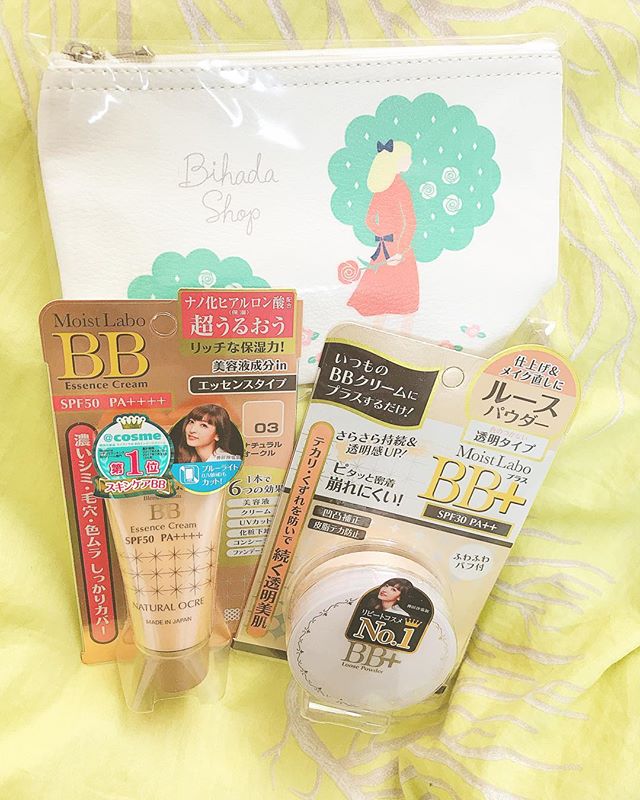 Bihada
Shop
Moist Labo
BB
Essence Cream
SPF50 PA++++
ナノ化ヒアルロン酸配合
(保湿)
超うるおう
リッチな保湿力!
美容液成分in
エッセンスタイプ
03
ナチュラル
オークル
@cosme
第1位
スキンケアBB
ブルーライト
カット!
濃いシミ・毛穴・色ムラ しっかりカバー
1本で
6つの効果
美容液
クリーム
UVカット
化粧下地
コンシーラー
ファンデーション
BB
Essence Cream
SPF50 PA++++
NATURAL OCRE
MADE IN JAPAN
いつもの
BBクリームに
プラスするだけ!
仕上げ&
メイク直しに
ルース
パウダー
透明タイプ
さらさら持続&
透明感UP!
ピタッと密着
崩れにくい!
凹凸補正
皮脂テカ防止
Moist Labo
BB+
プラス
SPF30 PA++
ふわふわ
パフ付
テカリ・くずれを防いで続く透明美肌
リピートコスメ
No.1
BB+
Loose Powder